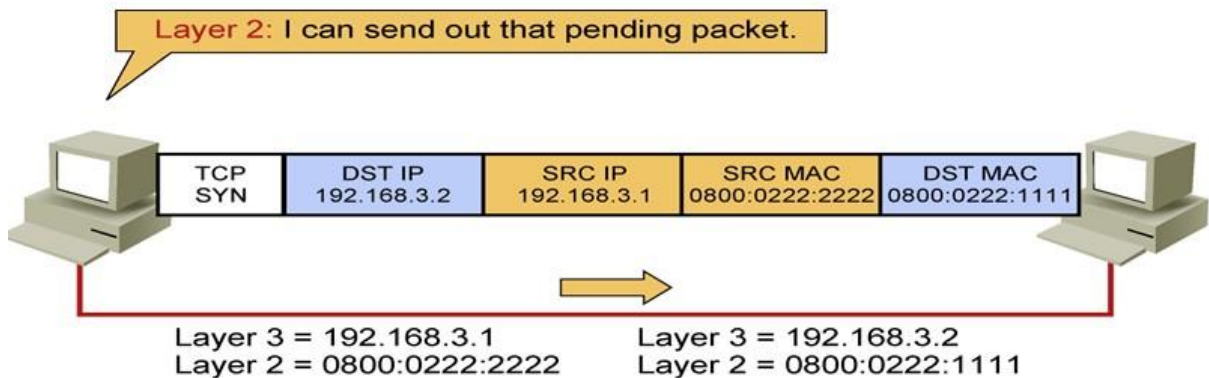 Layer 2: I can send out that pending packet.
TCP
SYN
DST IP
192.168.3.2
SRC IP
192.168.3.1
SRC MAC
0800:0222:2222
DST MAC
0800:0222:1111
Layer 3 = 192.168.3.1
Layer 2 = 0800:0222:2222
Layer 3 = 192.168.3.2
Layer 2 = 0800:0222:1111